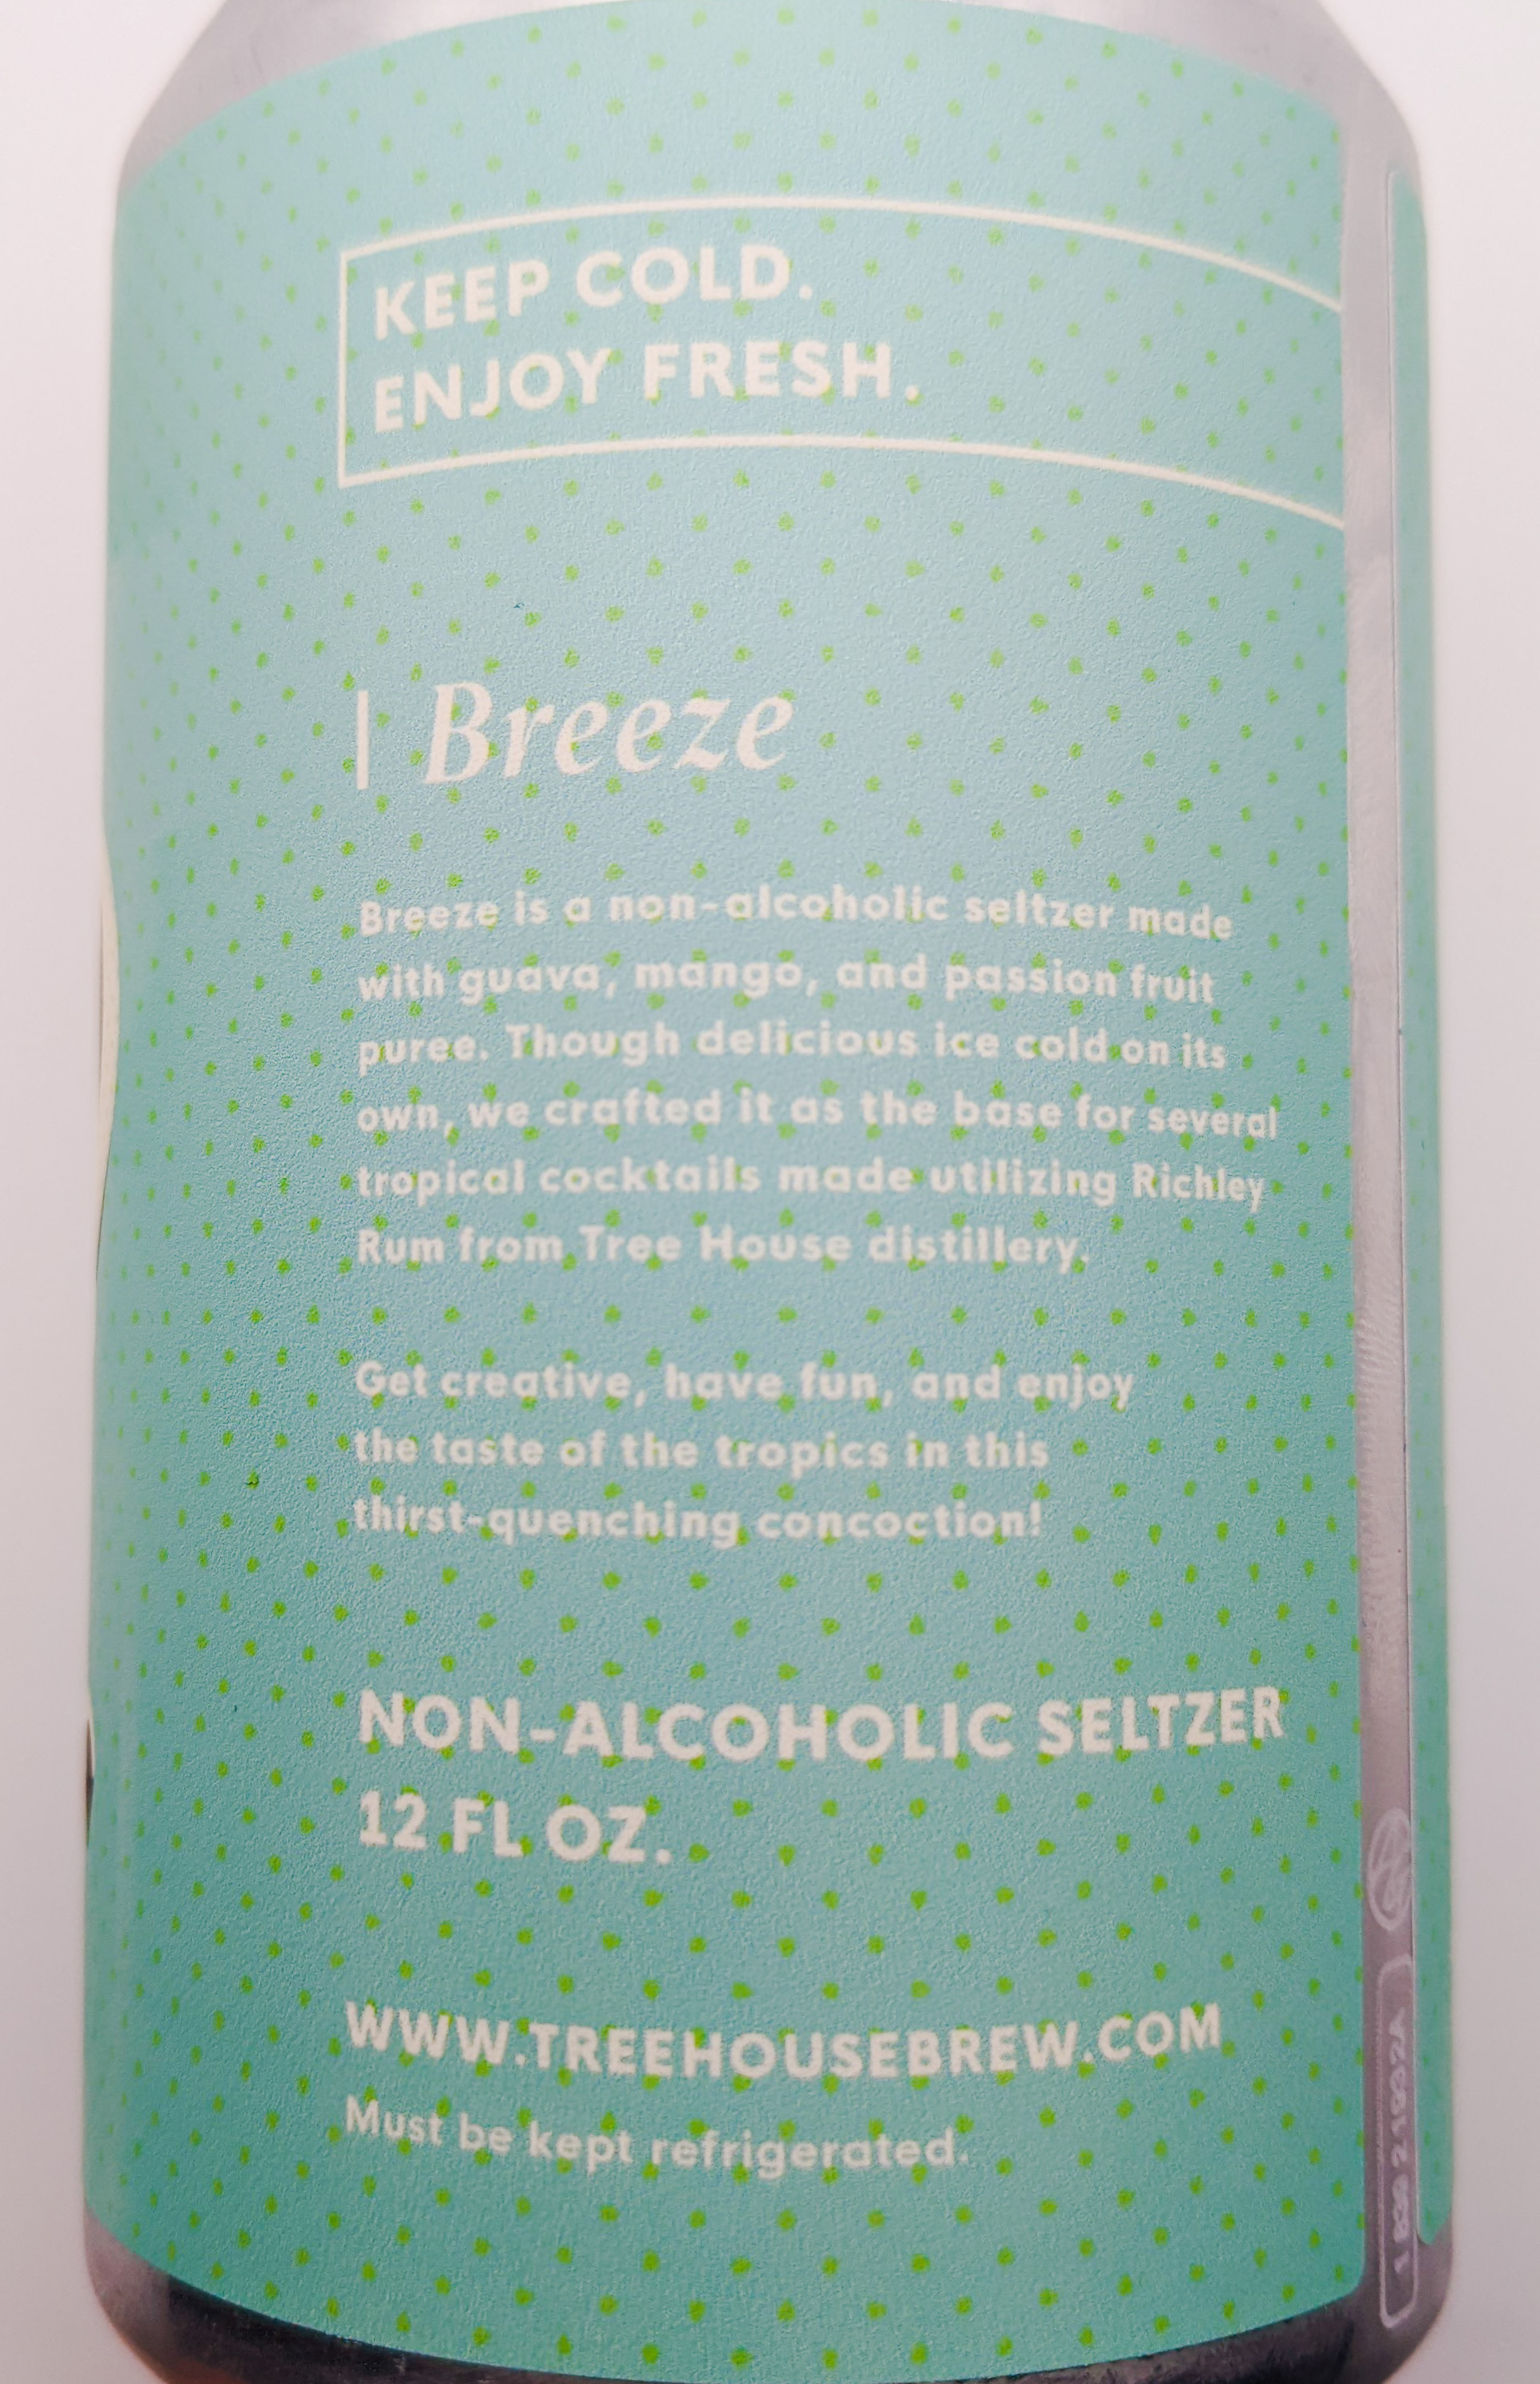 KEEP COLD.
ENJOY FRESH.
| Breeze
Breeze is a non-alcoholic seltzer made
with guava, mango, and passion fruit
puree. Though delicious ice cold on its
own, we crafted it as the base for several
tropical cocktails made utilizing Richley
Rum from Tree House distillery.
Get creative, have fun, and enjoy
the taste of the tropics in this
thirst-quenching concoction!
NON-ALCOHOLIC SELTZER
12 FL OZ.
WWW.TREEHOUSEBREW.COM
Must be kept refrigerated.